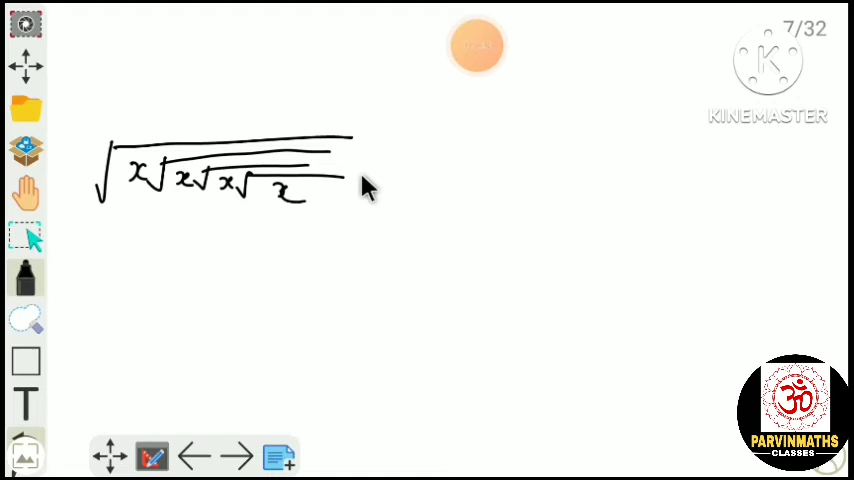 7/32
KINEMASTER
√(x√(x√(x√x)))
T
ॐ
PARVINMATHS
CLASSES